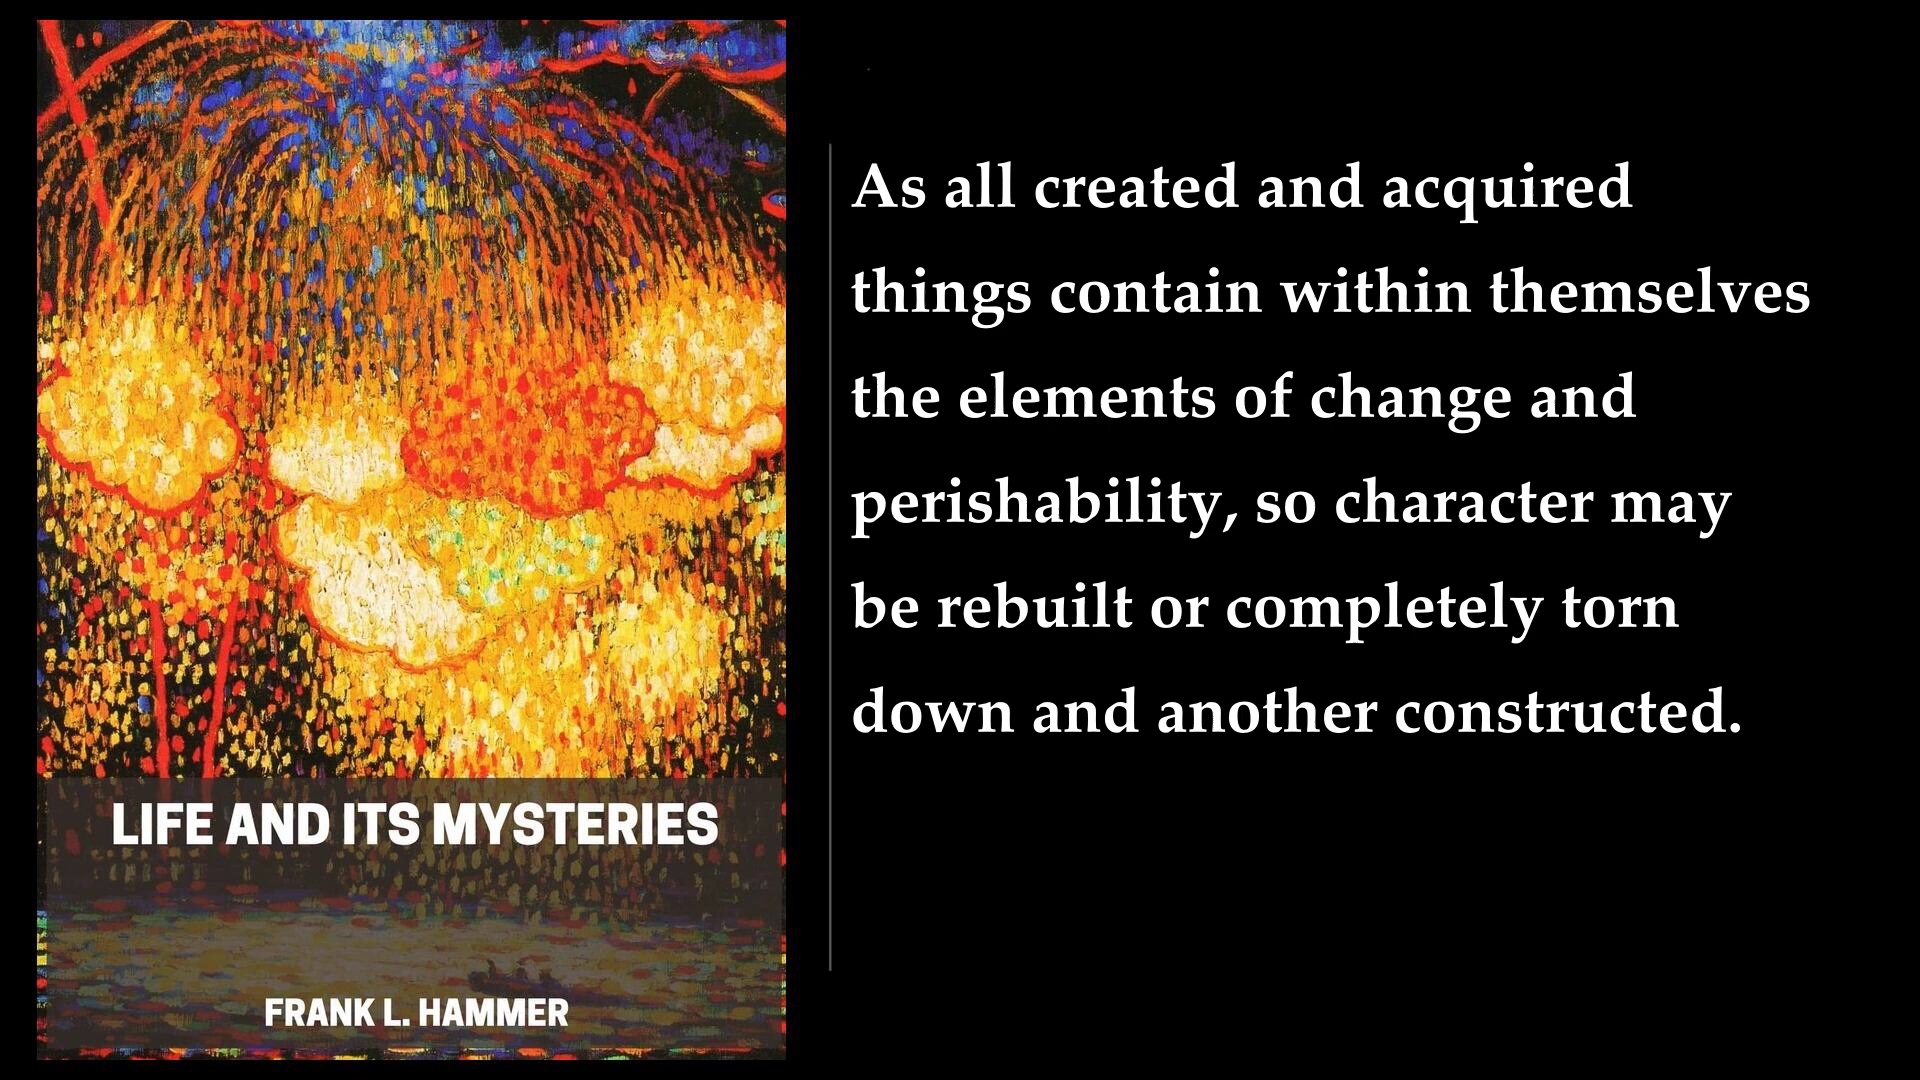 LIFE AND ITS MYSTERIES
FRANK L. HAMMER
As all created and acquired
things contain within themselves
the elements of change and
perishability, so character may
be rebuilt or completely torn
down and another constructed.